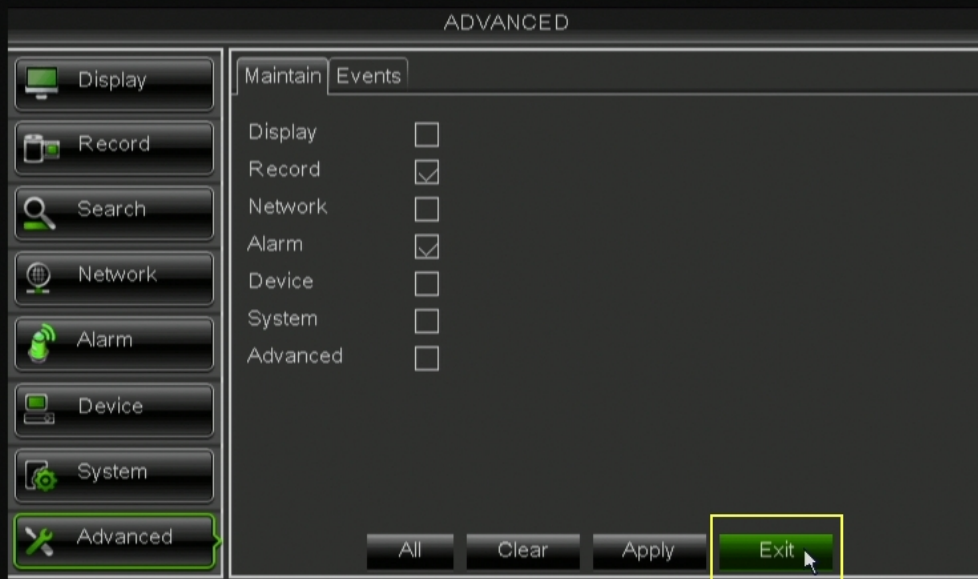 ADVANCED
Display
Record
Search
Network
Alarm
Device
System
Advanced
Maintain Events
Display
Record
Network
Alarm
Device
System
Advanced
All Clear Apply Exit